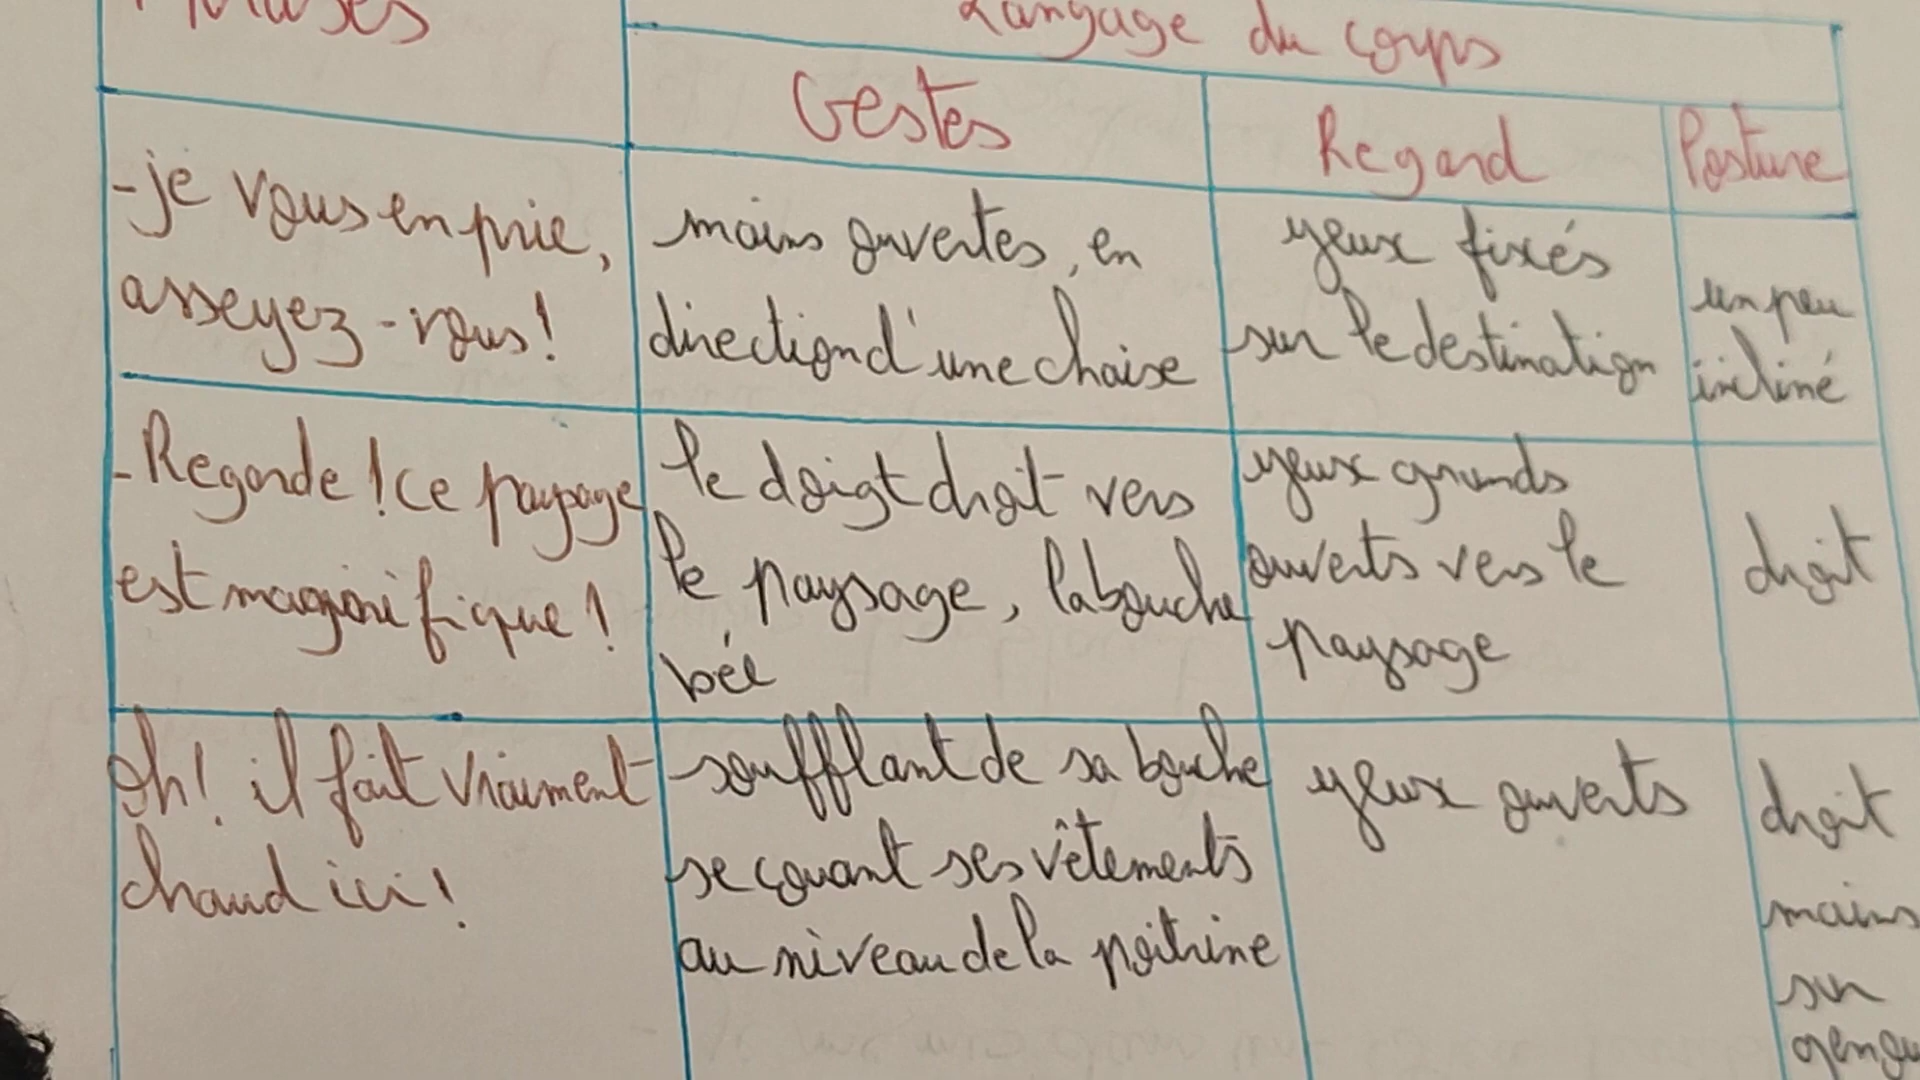 Phrases
Langage du corps
Gestes
Regard
Posture
-je vous en prie,
asseyez-vous!
mains ouvertes, en
direction d'une chaise
yeux fixés
sur le destination
un peu
incliné
-Regarde ! ce paysage
est magnifique !
le doigt droit vers
le paysage, la bouche
bée
yeux grands
ouverts vers le
paysage
droit
oh! il fait vraiment
chaud ici !
-soufflant de sa bouche
secouant ses vêtements
au niveau de la poitrine
yeux ouverts
droit
mains
sur